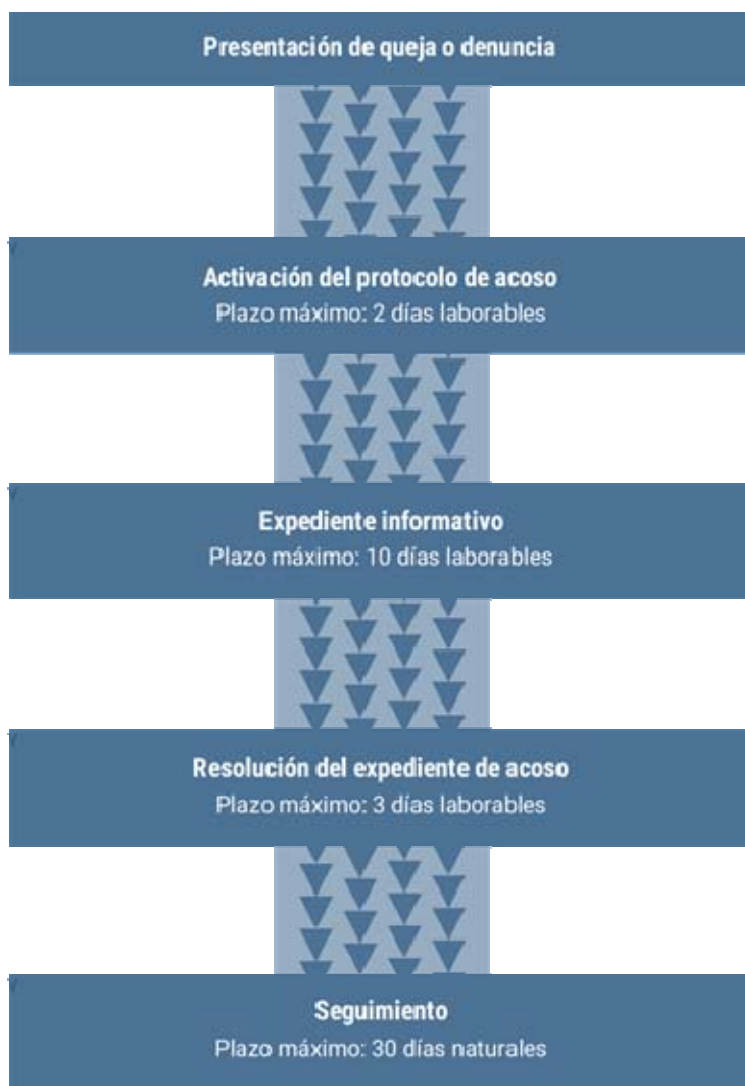 Presentación de queja o denuncia
Activación del protocolo de acoso
Plazo máximo: 2 días laborables
Expediente informativo
Plazo máximo: 10 días laborables
Resolución del expediente de acoso
Plazo máximo: 3 días laborables
Seguimiento
Plazo máximo: 30 días naturales